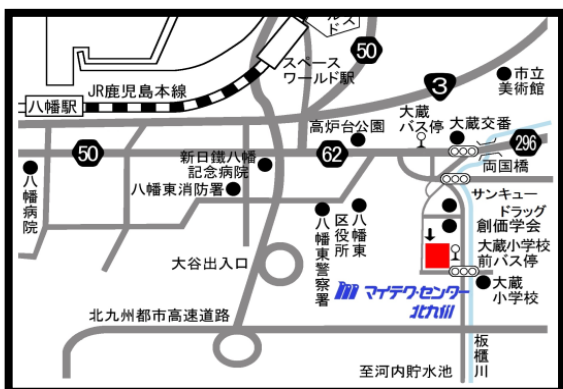 ールド
スペース
ワールド駅
50
3
市立
美術館
JR鹿児島本線
八幡駅
大蔵
バス停
大蔵交番
高炉台公園
296
50
新日鐵八幡
記念病院
62
両国橋
八幡病院
八幡東消防署
サンキュー
ドラッグ
創価学会
八幡東警察署
八幡東
区役所
大蔵小学校
前バス停
大谷出入口
マイテク・センター
北九州
大蔵
小学校
北九州都市高速道路
板櫃川
至河内貯水池